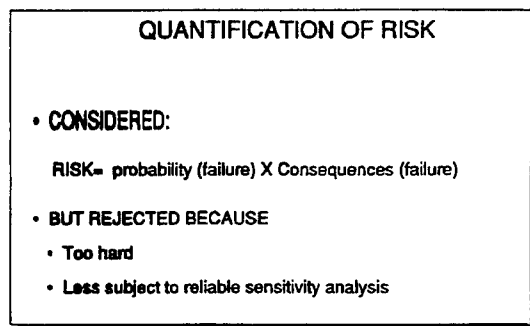 QUANTIFICATION OF RISK
• CONSIDERED:
RISK= probability (failure) X Consequences (failure)
• BUT REJECTED BECAUSE
• Too hard
• Less subject to reliable sensitivity analysis